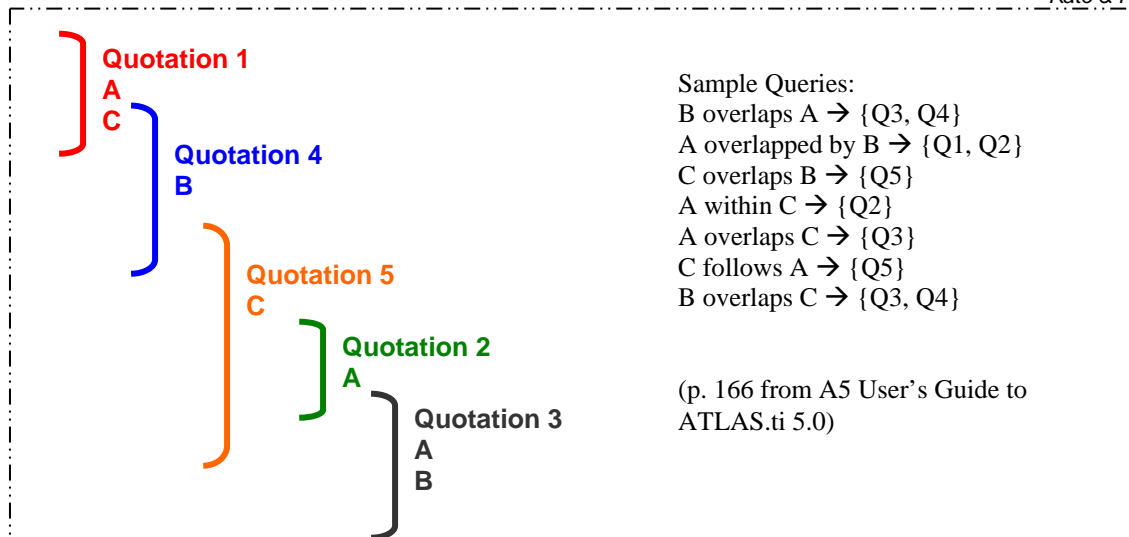 Quotation 1
A
C
Quotation 4
B
Quotation 5
C
Quotation 2
A
Quotation 3
A
B
Sample Queries:
B overlaps A → {Q3, Q4}
A overlapped by B → {Q1, Q2}
C overlaps B → {Q5}
A within C → {Q2}
A overlaps C → {Q3}
C follows A → {Q5}
B overlaps C → {Q3, Q4}
(p. 166 from A5 User's Guide to
ATLAS.ti 5.0)